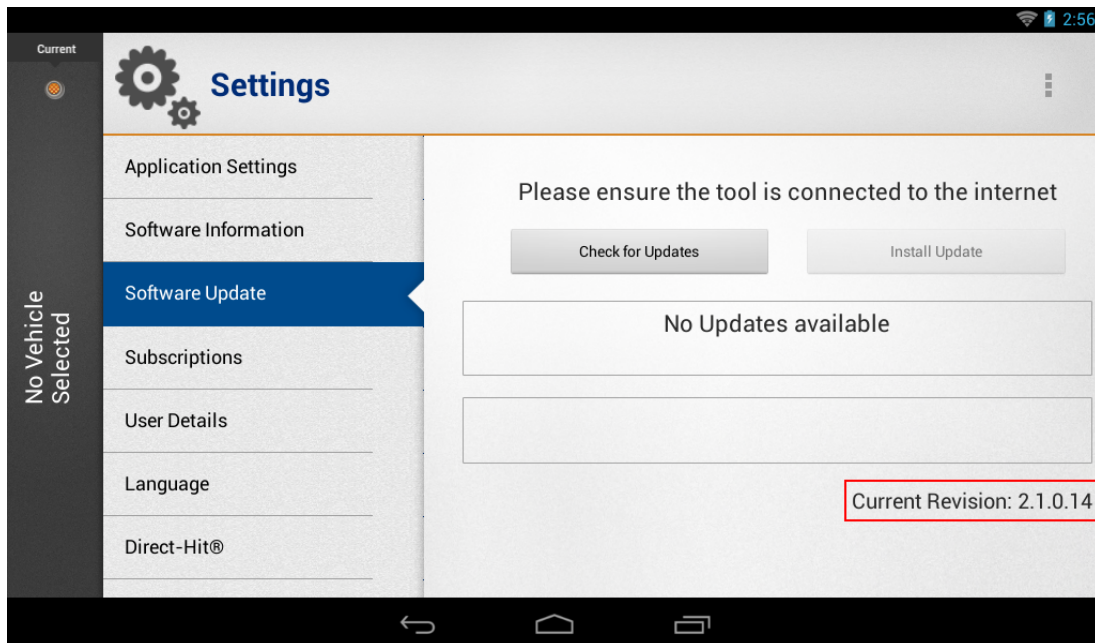 2:56
Current
Settings
No Vehicle
Selected
Application Settings
Software Information
Software Update
Subscriptions
User Details
Language
Direct-Hit®
Please ensure the tool is connected to the internet
Check for Updates
Install Update
No Updates available
Current Revision: 2.1.0.14